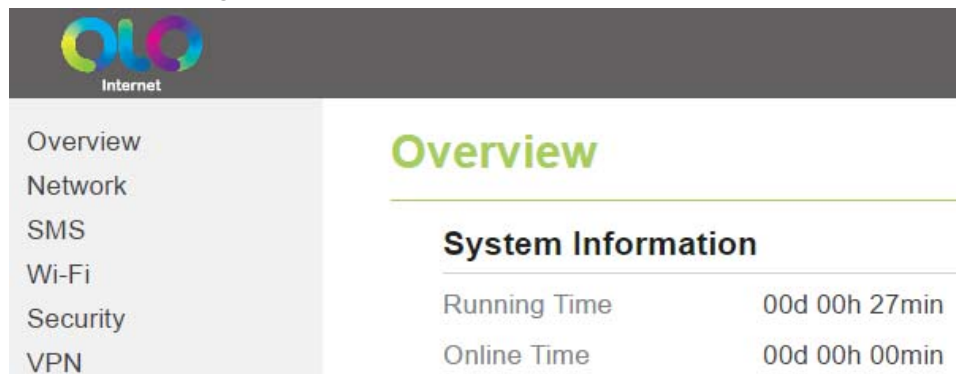 OLO
Internet
Overview
Network
SMS
Wi-Fi
Security
VPN
Overview
System Information
Running Time 00d 00h 27min
Online Time 00d 00h 00min